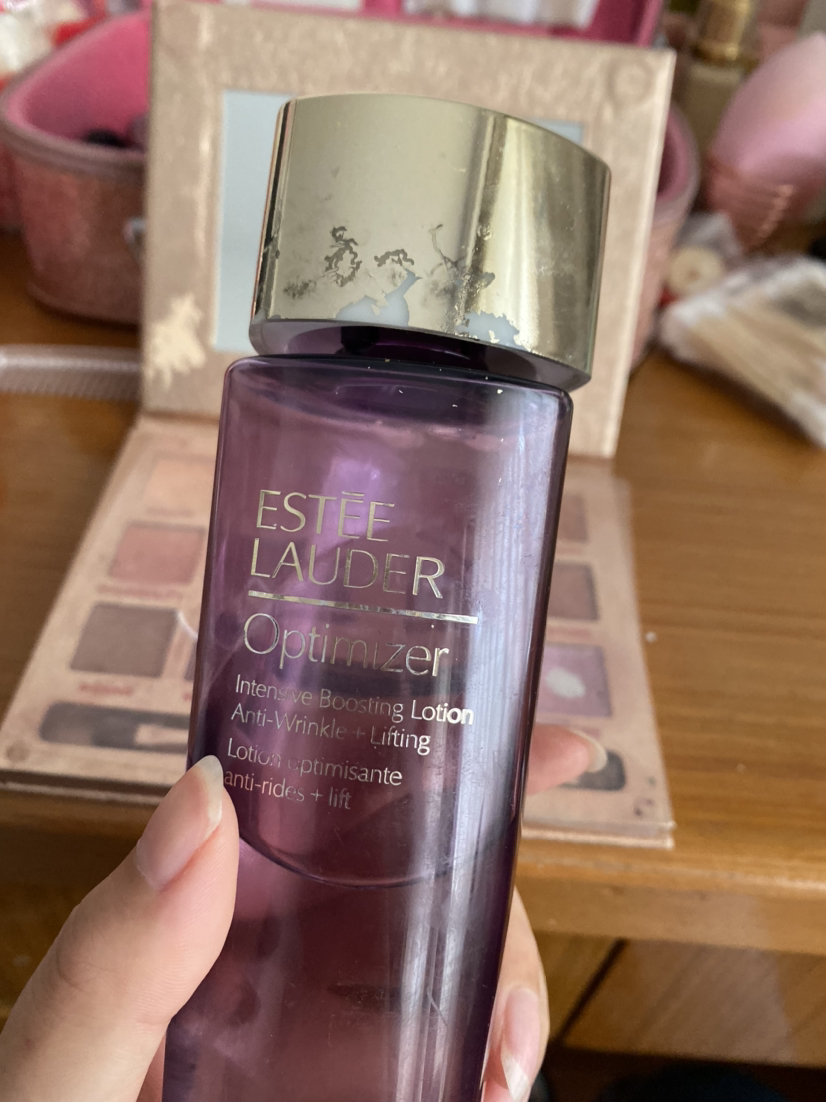 ESTĒE
LAUDER
Optimizer
Intensive Boosting Lotion
Anti-Wrinkle + Lifting
Lotion optimisante
anti-rides + lift